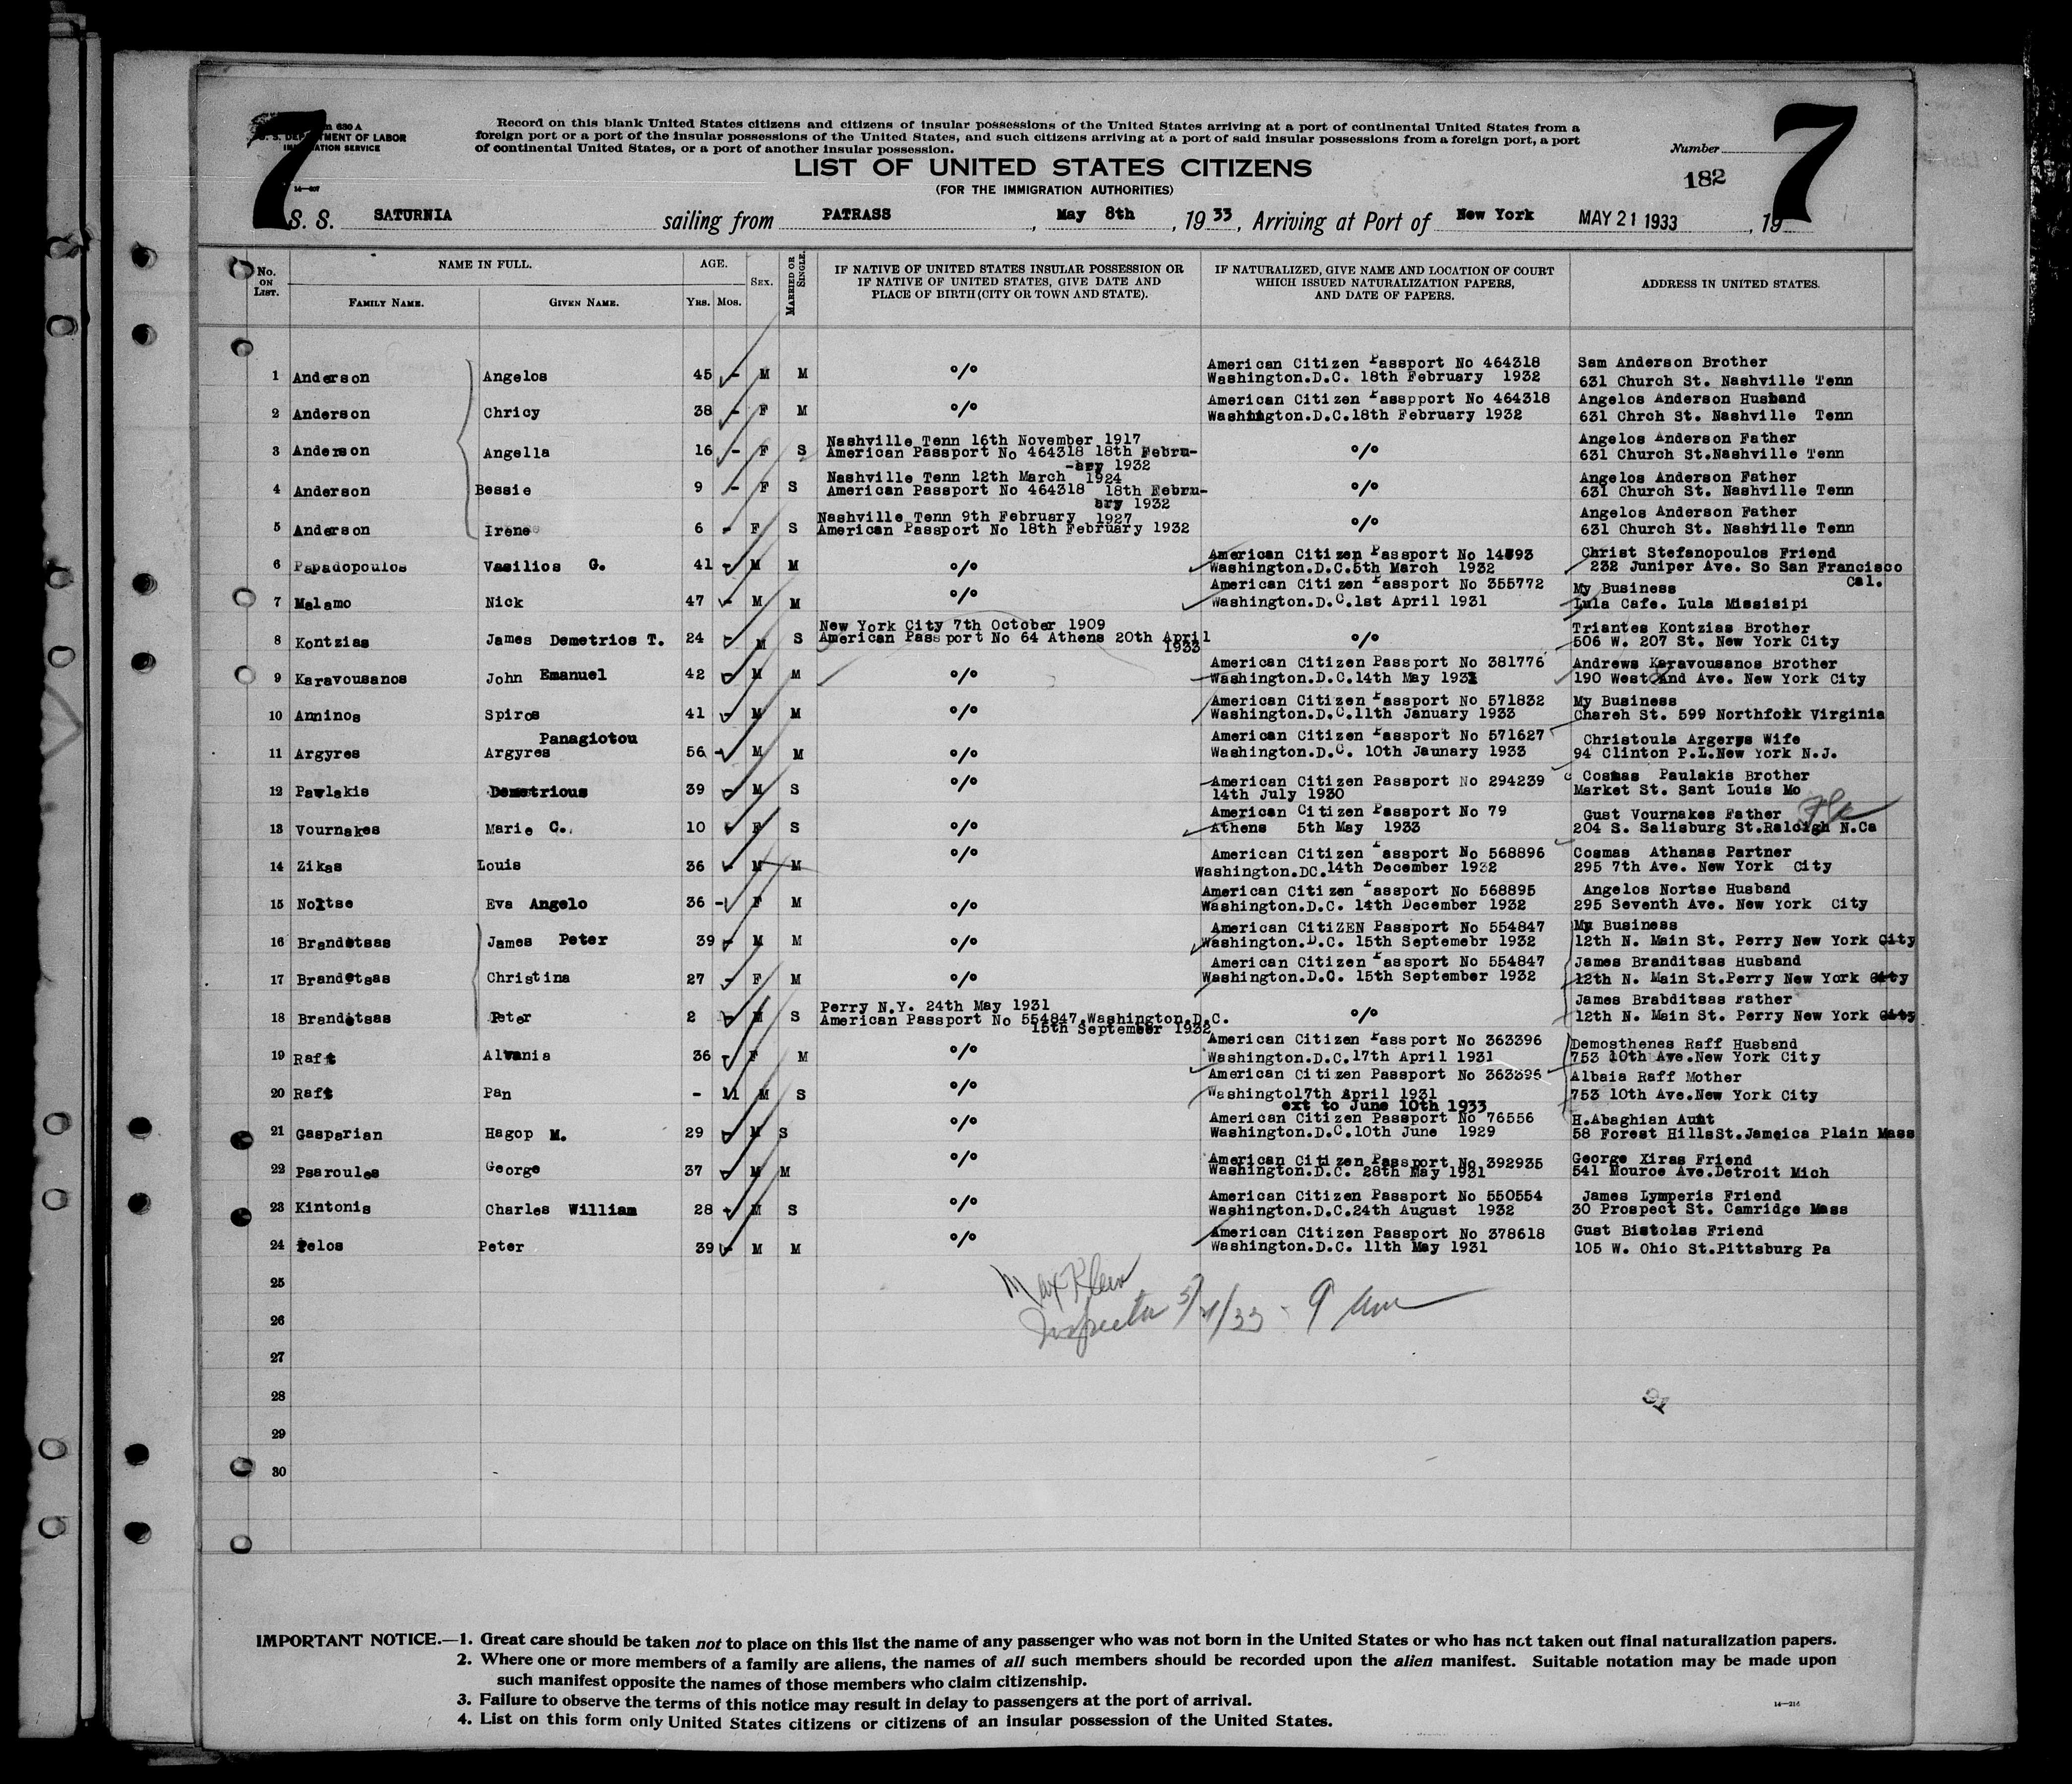 7
7
U. S. DEPARTMENT OF LABOR
IMMIGRATION SERVICE
Record on this blank United States citizens and citizens of insular possessions of the United States arriving at a port of continental United States from a
foreign port or a port of the insular possessions of the United States, and such citizens arriving at a port of said insular possessions from a foreign port, a port
of continental United States, or a port of another insular possession.
Number
182
LIST OF UNITED STATES CITIZENS
(FOR THE IMMIGRATION AUTHORITIES)
S. S. SATURNIA sailing from PATRASS, May 8th, 1933, Arriving at Port of New York MAY 21 1933, 19
No. ON LIST.
NAME IN FULL.
FAMILY NAME.
GIVEN NAME.
AGE.
YRS. MOS.
SEX.
MARRIED OR SINGLE.
IF NATIVE OF UNITED STATES INSULAR POSSESSION OR
IF NATIVE OF UNITED STATES, GIVE DATE AND
PLACE OF BIRTH (CITY OR TOWN AND STATE).
IF NATURALIZED, GIVE NAME AND LOCATION OF COURT
WHICH ISSUED NATURALIZATION PAPERS,
AND DATE OF PAPERS.
ADDRESS IN UNITED STATES.
1 Anderson Angelos 45 - M M o/o
American Citizen Passport No 464318
Washington.D.C. 18th February 1932
Sam Anderson Brother
631 Church St. Nashville Tenn
2 Anderson Chricy 38 - F M o/o
American Citizen Passpport No 464318
Washington.D.C.18th February 1932
Angelos Anderson Husband
631 Chrch St. Nashville Tenn
3 Anderson Angella 16 - F S
Nashville Tenn 16th November 1917
American Passport No 464318 18th Febru-
-ary 1932
o/o
Angelos Anderson Father
631 Church St.Nashville Tenn
4 Anderson Bessie 9 - F S
Nashville Tenn 12th March 1924
American Passport No 464318 18th Febru-
ary 1932
o/o
Angelos Anderson Father
631 Church St. Nashville Tenn
5 Anderson Irene 6 - F S
Nashville Tenn 9th February 1927
American Passport No 18th February 1932
o/o
Angelos Anderson Father
631 Church St. Nashville Tenn
6 Papadopoulos Vasilios G. 41 - M M o/o
American Citizen Passport No
Washington.D.C.5th March 1932
Christ Stefanopoulos Friend
232 Juniper Ave. So San Francisco
Cal.
7 Malamo Nick 47 - M M o/o
American Citizen Passport No 355772
Washington.D.C.1st April 1931
My Business
Lula Cafe. Lula Missisipi
8 Kontzias James Demetrios T. 24 - M S
New York City 7th October 1909
American Passport No 64 Athens 20th April
1933
o/o
Triantes Kontzias Brother
506 W. 207 St. New York City
9 Karavousanos John Emanuel 42 - M M o/o
American Citizen Passport No 381776
Washington.D.C.14th May 1931
Andrews Karavousanos Brother
190 West End Ave. New York City
10 Anninos Spiros 41 - M M o/o
American Citizen Passport No 571832
Washington.D.C.11th January 1933
My Business
Chareh St. 599 Northfolk Virginia
11 Argyres Argyres Panagiotou 56 - M M o/o
American Citizen Passport No 571627
Washington.D.C. 10th Jaunary 1933
Christoula Argerys Wife
94 Clinton P.L.New York N.J.
12 Pawlakis Demetrious 39 - M S o/o
American Citizen Passport No 294239
14th July 1930
Cosmas Paulakis Brother
Market St. Sant Louis Mo
13 Vournakes Marie C. 10 - F S o/o
American Citizen Passport No 79
Athens 5th May 1933
Gust Vournakes Father
204 S. Salisburg St.Raleigh N.Ca
14 Zikas Louis 36 - M M o/o
American Citizen Passport No 568896
Washington.DC.14th December 1932
Cosmas Athanas Partner
295 7th Ave. New York City
15 Noltse Eva Angelo 36 - F M o/o
American Citizen Passport No 568895
Washington.D.C. 14th December 1932
Angelos Nortse Husband
295 Seventh Ave. New York City
16 Branditsas James Peter 39 - M M o/o
American CitiZEN Passport No 554847
Washington.D.C. 15th Septemebr 1932
My Business
12th N. Main St. Perry New York City
17 Branditsas Christina 27 - F M o/o
American Citizen Passport No 554847
Washington.D.C. 15th September 1932
James Branditsas Husband
12th N. Main St.Perry New York City
18 Branditsas Peter 2 - M S
Perry N.Y. 24th May 1931
American Passport No 554847.Washington.D.C.
15th September 1932
o/o
James Brabditsas Father
12th N. Main St. Perry New York City
19 Raft Alvania 36 - F M o/o
American Citizen Passport No 363396
Washington.D.C.17th April 1931
Demosthenes Raff Husband
753 10th Ave.New York City
20 Raft Pan - 11 M S o/o
American Citizen Passport No 363396
Washingto17th April 1931
Albaia Raff Mother
753 10th Ave.New York City
ext to June 10th 1933
21 Gasparian Hagop M. 29 - M S o/o
American Citizen Passport No 76556
Washington.D.C.10th June 1929
H.Abaghian Aunt
58 Forest HillsSt.Jamaica Plain Mass
22 Psaroules George 37 - M M o/o
American Citizen Passport No 392935
Washington.D.C. 28th May 1931
George Xiras Friend
541 Mouroe Ave.Detroit Mich
23 Kintonis Charles William 28 - M S o/o
American Citizen Passport No 550554
Washington.D.C.24th August 1932
James Lymperis Friend
30 Prospect St. Camridge Mass
24 Pelos Peter 39 - M M o/o
American Citizen Passport No 378618
Washington.D.C. 11th May 1931
Gust Bistolas Friend
105 W. Ohio St.Pittsburg Pa
25
26
27
28
29
30
Max Klein
Inspector 5/21/33 - 9 am
IMPORTANT NOTICE.—1. Great care should be taken not to place on this list the name of any passenger who was not born in the United States or who has not taken out final naturalization papers.
2. Where one or more members of a family are aliens, the names of all such members should be recorded upon the alien manifest. Suitable notation may be made upon
such manifest opposite the names of those members who claim citizenship.
3. Failure to observe the terms of this notice may result in delay to passengers at the port of arrival.
4. List on this form only United States citizens or citizens of an insular possession of the United States.
14—216